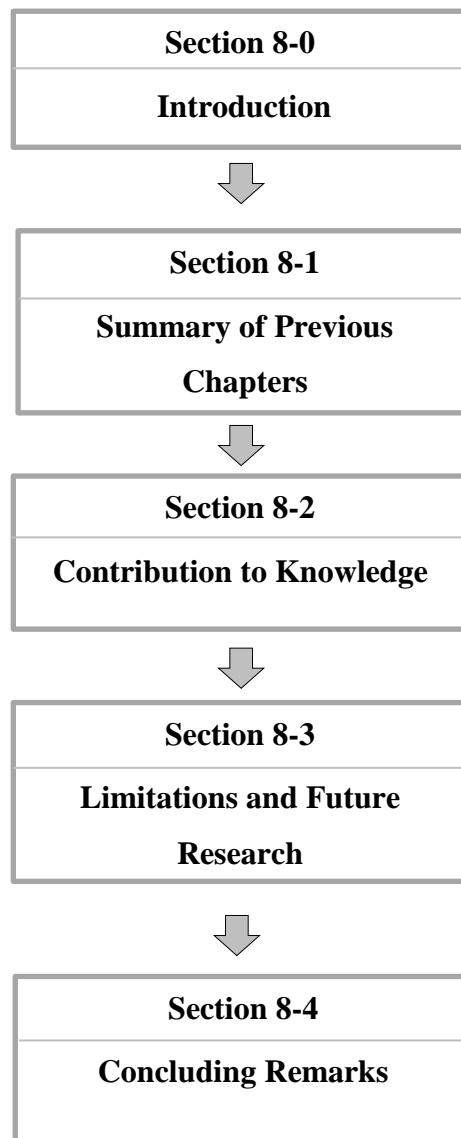 Section 8-0
Introduction
Section 8-1
Summary of Previous
Chapters
Section 8-2
Contribution to Knowledge
Section 8-3
Limitations and Future
Research
Section 8-4
Concluding Remarks